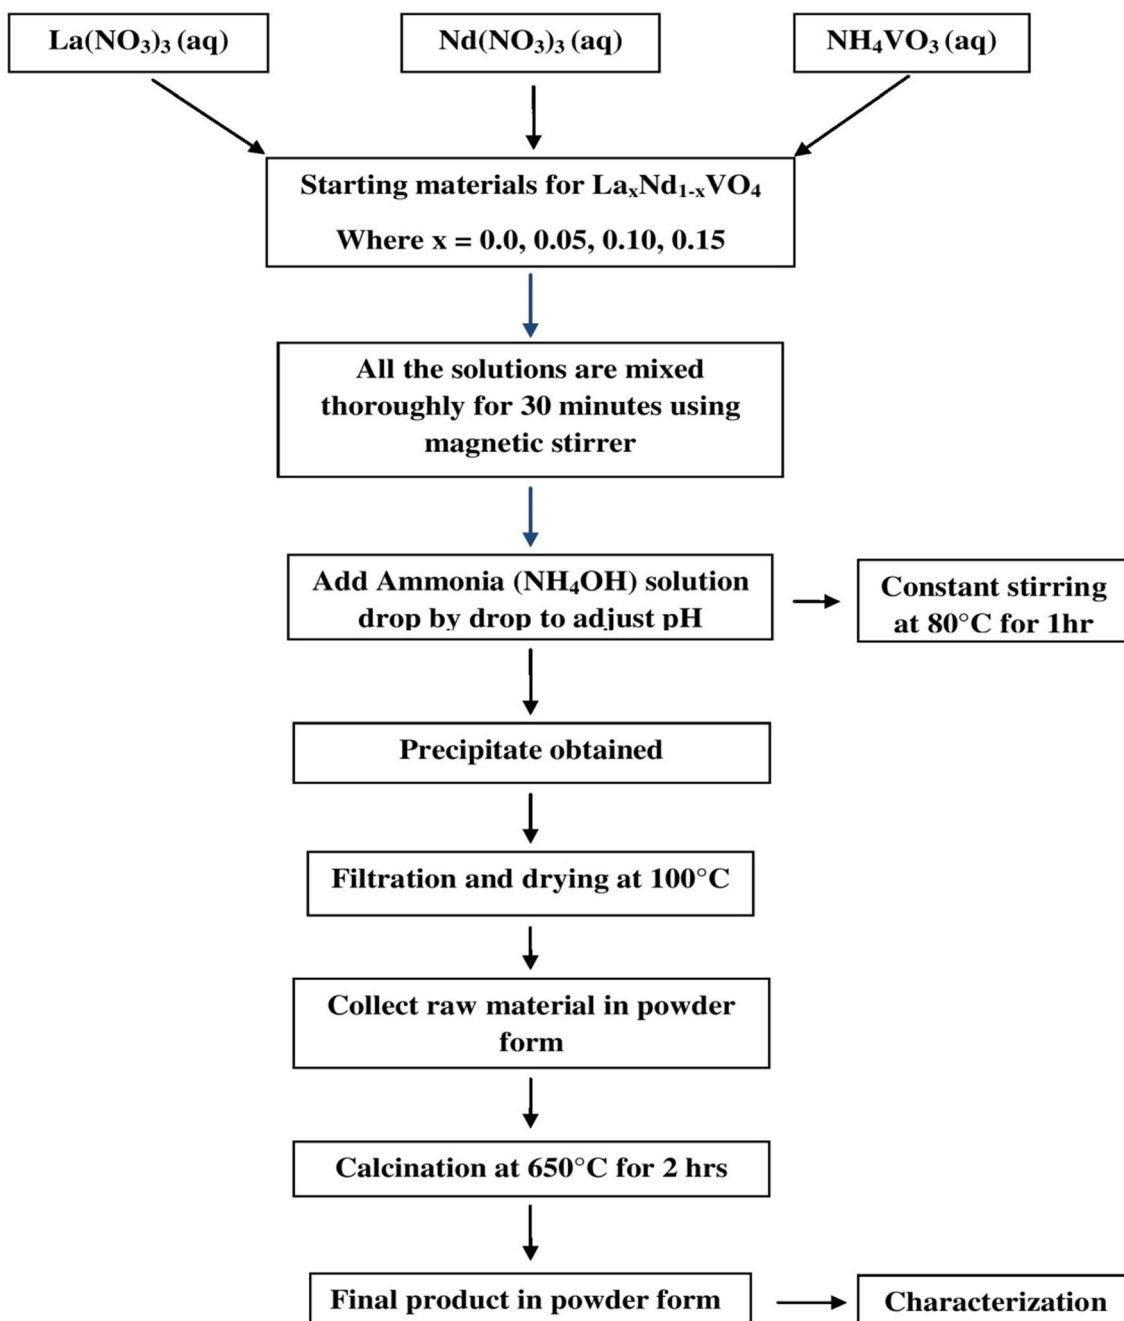 La(NO₃)₃ (aq)
Nd(NO₃)₃ (aq)
NH₄VO₃ (aq)
Starting materials for LaₓNd₁₋ₓVO₄
Where x = 0.0, 0.05, 0.10, 0.15
All the solutions are mixed
thoroughly for 30 minutes using
magnetic stirrer
Add Ammonia (NH₄OH) solution
drop by drop to adjust pH
Constant stirring
at 80°C for 1hr
Precipitate obtained
Filtration and drying at 100°C
Collect raw material in powder
form
Calcination at 650°C for 2 hrs
Final product in powder form
Characterization